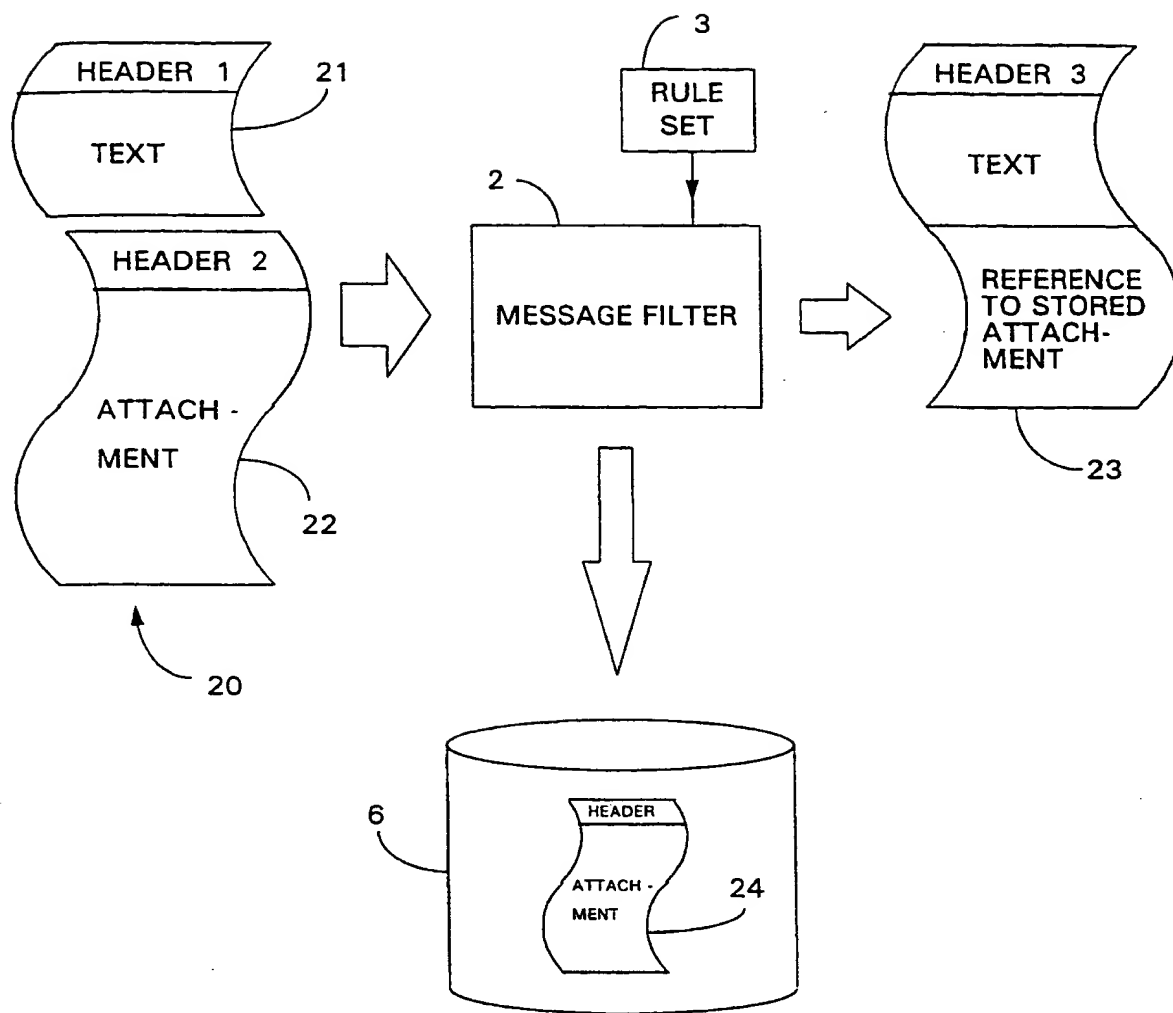 HEADER 1
TEXT
21
HEADER 2
ATTACH -
MENT
22
20
3
RULE
SET
2
MESSAGE FILTER
HEADER 3
TEXT
REFERENCE
TO STORED
ATTACH-
MENT
23
6
HEADER
ATTACH -
MENT
24